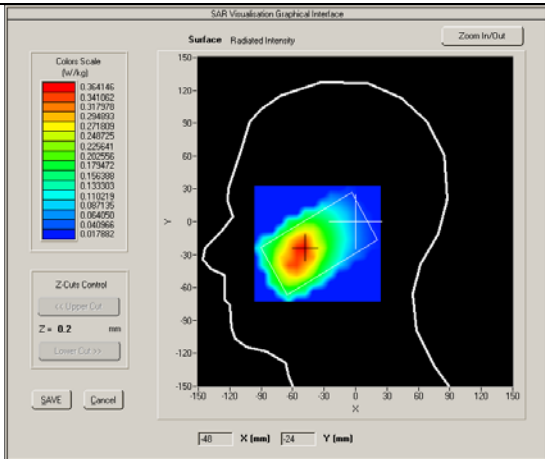 SAR Visualisation Graphical Interface
Surface Radiated Intensity
Zoom In/Out
Colors Scale
(W/kg)
0.364146
0.341062
0.317978
0.294893
0.271809
0.248725
0.225641
0.202556
0.179472
0.156388
0.133303
0.110219
0.087135
0.064050
0.040966
0.017882
Z-Cuts Control
<< Upper Cut
Z = 0.2 mm
Lower Cut >>
SAVE Cancel
150-
120-
90-
60-
30-
0-
-30-
-60-
-90-
-120-
-150-
Y
-150 -120 -90 -60 -30 0 30 60 90 120 150
X
-48 X (mm) -24 Y (mm)